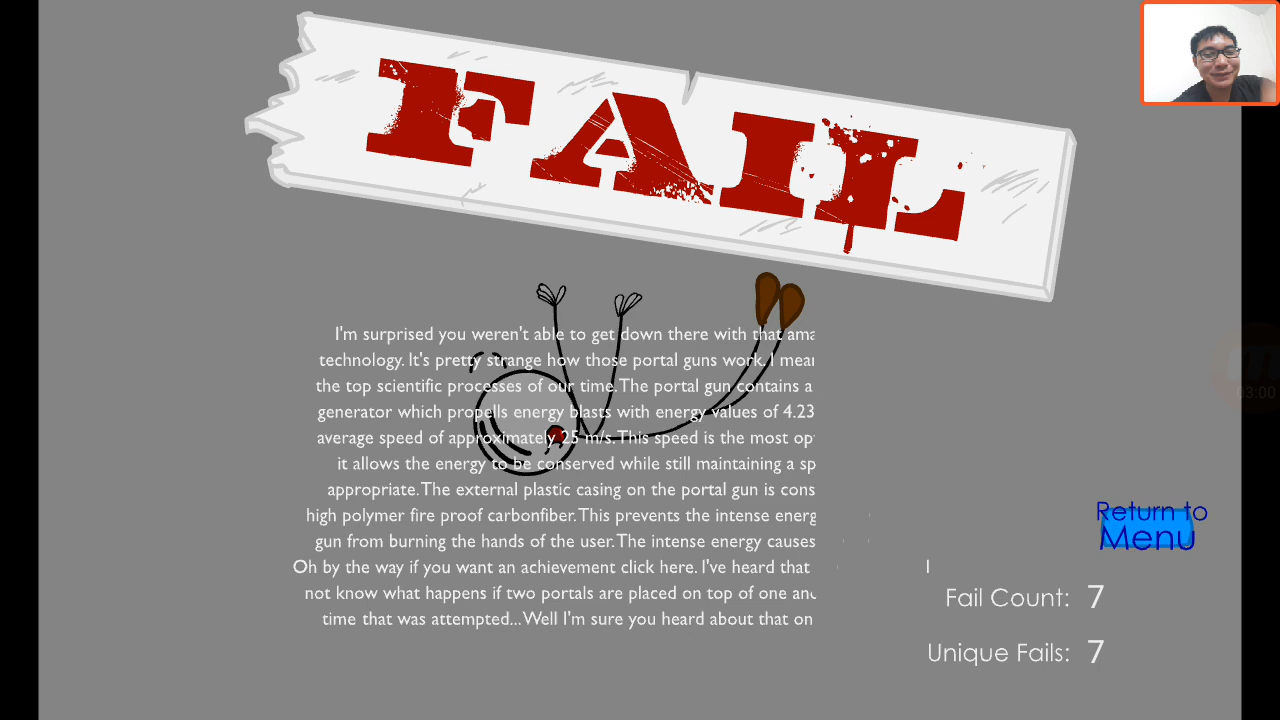 FAIL
I'm surprised you weren't able to get down there with that
technology. It's pretty strange how those portal guns work. I
the top scientific processes of our time. The portal gun contains a
generator which propells energy blasts with energy values of 4.23
average speed of approximately 25 m/s. This speed is the most
it allows the energy to be conserved while still maintaining a
appropriate. The external plastic casing on the portal gun is
high polymer fire proof carbonfiber. This prevents the intense
gun from burning the hands of the user. The intense energy causes
Oh by the way if you want an achievement click here. I've heard that
not know what happens if two portals are placed on top of one
time that was attempted... Well I'm sure you heard about that on
03:00
Return to
Menu
Fail Count: 7
Unique Fails: 7